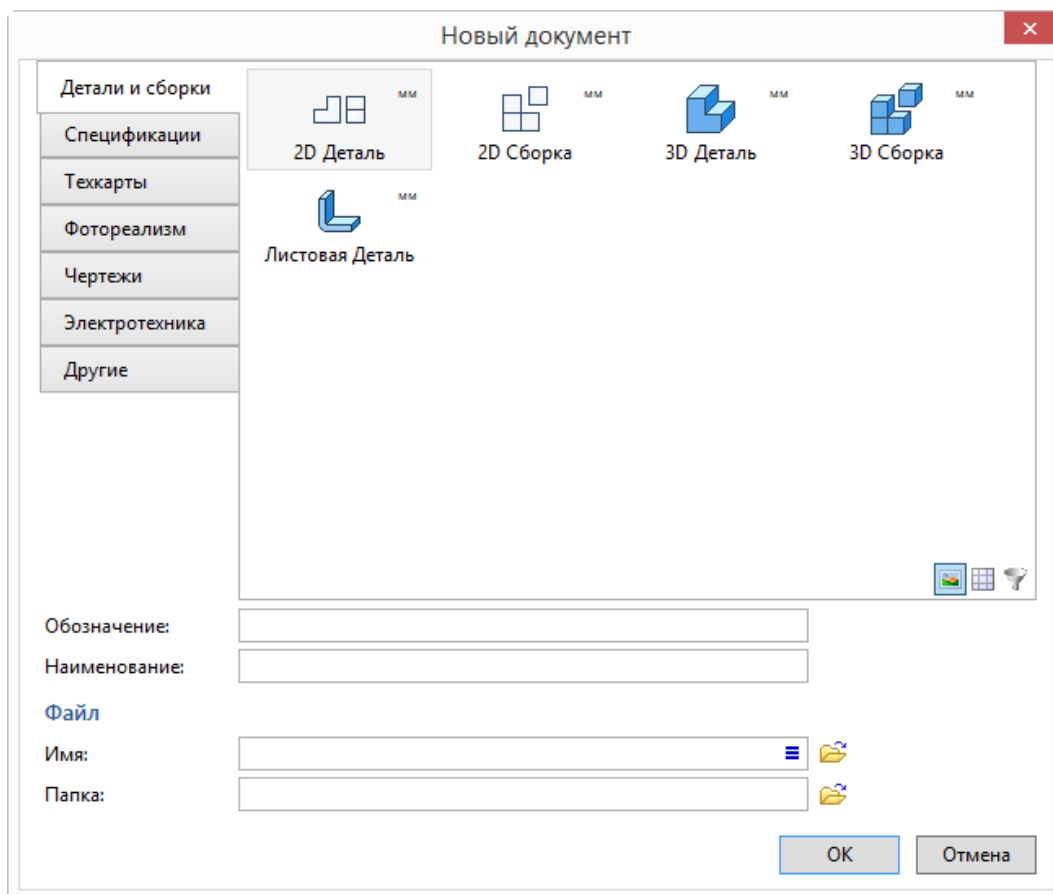 Новый документ
Детали и сборки
Спецификации
Техкарты
Фотореализм
Чертежи
Электротехника
Другие
мм мм мм мм
2D Деталь 2D Сборка 3D Деталь 3D Сборка
мм
Листовая Деталь
Обозначение:
Наименование:
Файл
Имя:
Папка:
ОК Отмена